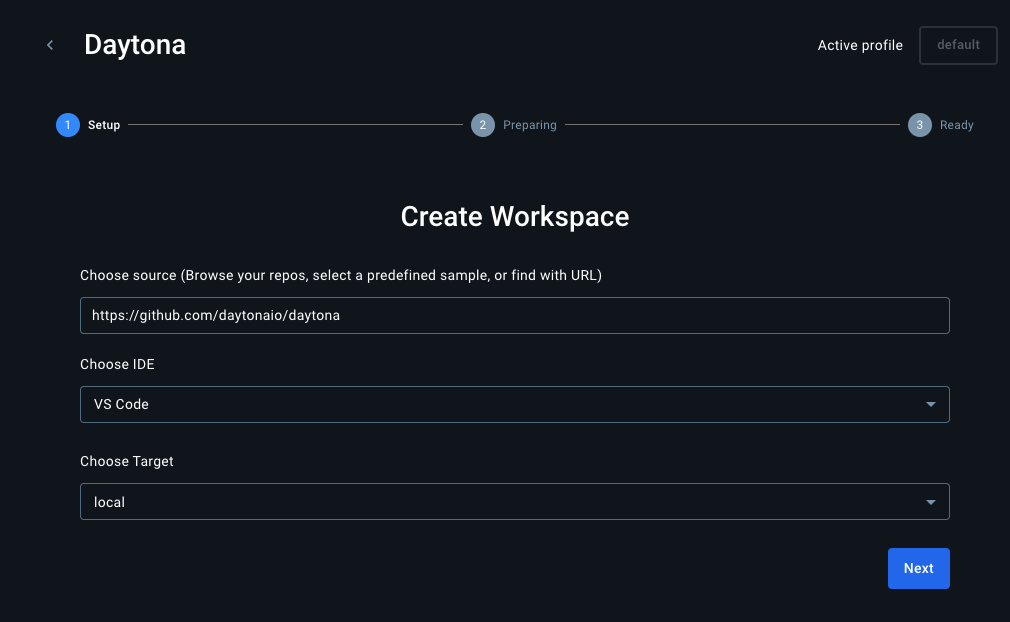 Daytona
Active profile default
1 Setup 2 Preparing 3 Ready
Create Workspace
Choose source (Browse your repos, select a predefined sample, or find with URL)
https://github.com/daytonaio/daytona
Choose IDE
VS Code
Choose Target
local
Next